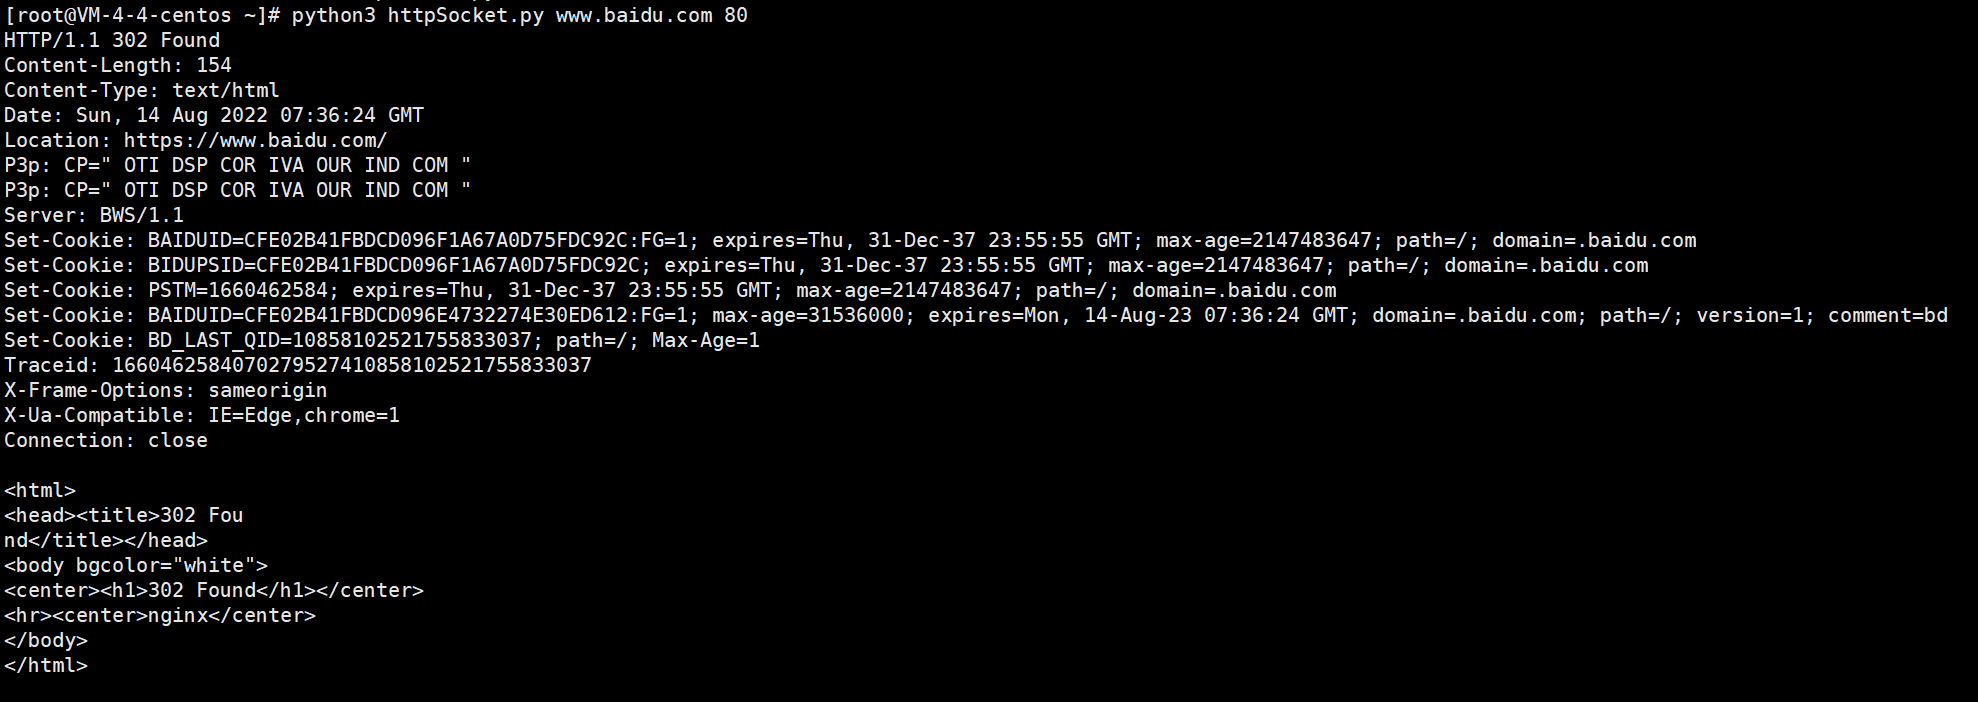 [root@VM-4-4-centos ~]# python3 httpSocket.py www.baidu.com 80
HTTP/1.1 302 Found
Content-Length: 154
Content-Type: text/html
Date: Sun, 14 Aug 2022 07:36:24 GMT
Location: https://www.baidu.com/
P3p: CP=" OTI DSP COR IVA OUR IND COM "
P3p: CP=" OTI DSP COR IVA OUR IND COM "
Server: BWS/1.1
Set-Cookie: BAIDUID=CFE02B41FBDCD096F1A67A0D75FDC92C:FG=1; expires=Thu, 31-Dec-37 23:55:55 GMT; max-age=2147483647; path=/; domain=.baidu.com
Set-Cookie: BIDUPSID=CFE02B41FBDCD096F1A67A0D75FDC92C; expires=Thu, 31-Dec-37 23:55:55 GMT; max-age=2147483647; path=/; domain=.baidu.com
Set-Cookie: PSTM=1660462584; expires=Thu, 31-Dec-37 23:55:55 GMT; max-age=2147483647; path=/; domain=.baidu.com
Set-Cookie: BAIDUID=CFE02B41FBDCD096E4732274E30ED612:FG=1; max-age=31536000; expires=Mon, 14-Aug-23 07:36:24 GMT; domain=.baidu.com; path=/; version=1; comment=bd
Set-Cookie: BD_LAST_QID=10858102521755833037; path=/; Max-Age=1
Traceid: 1660462584070279527410858102521755833037
X-Frame-Options: sameorigin
X-Ua-Compatible: IE=Edge,chrome=1
Connection: close

<html>
<head><title>302 Fou
nd</title></head>
<body bgcolor="white">
<center><h1>302 Found</h1></center>
<hr><center>nginx</center>
</body>
</html>